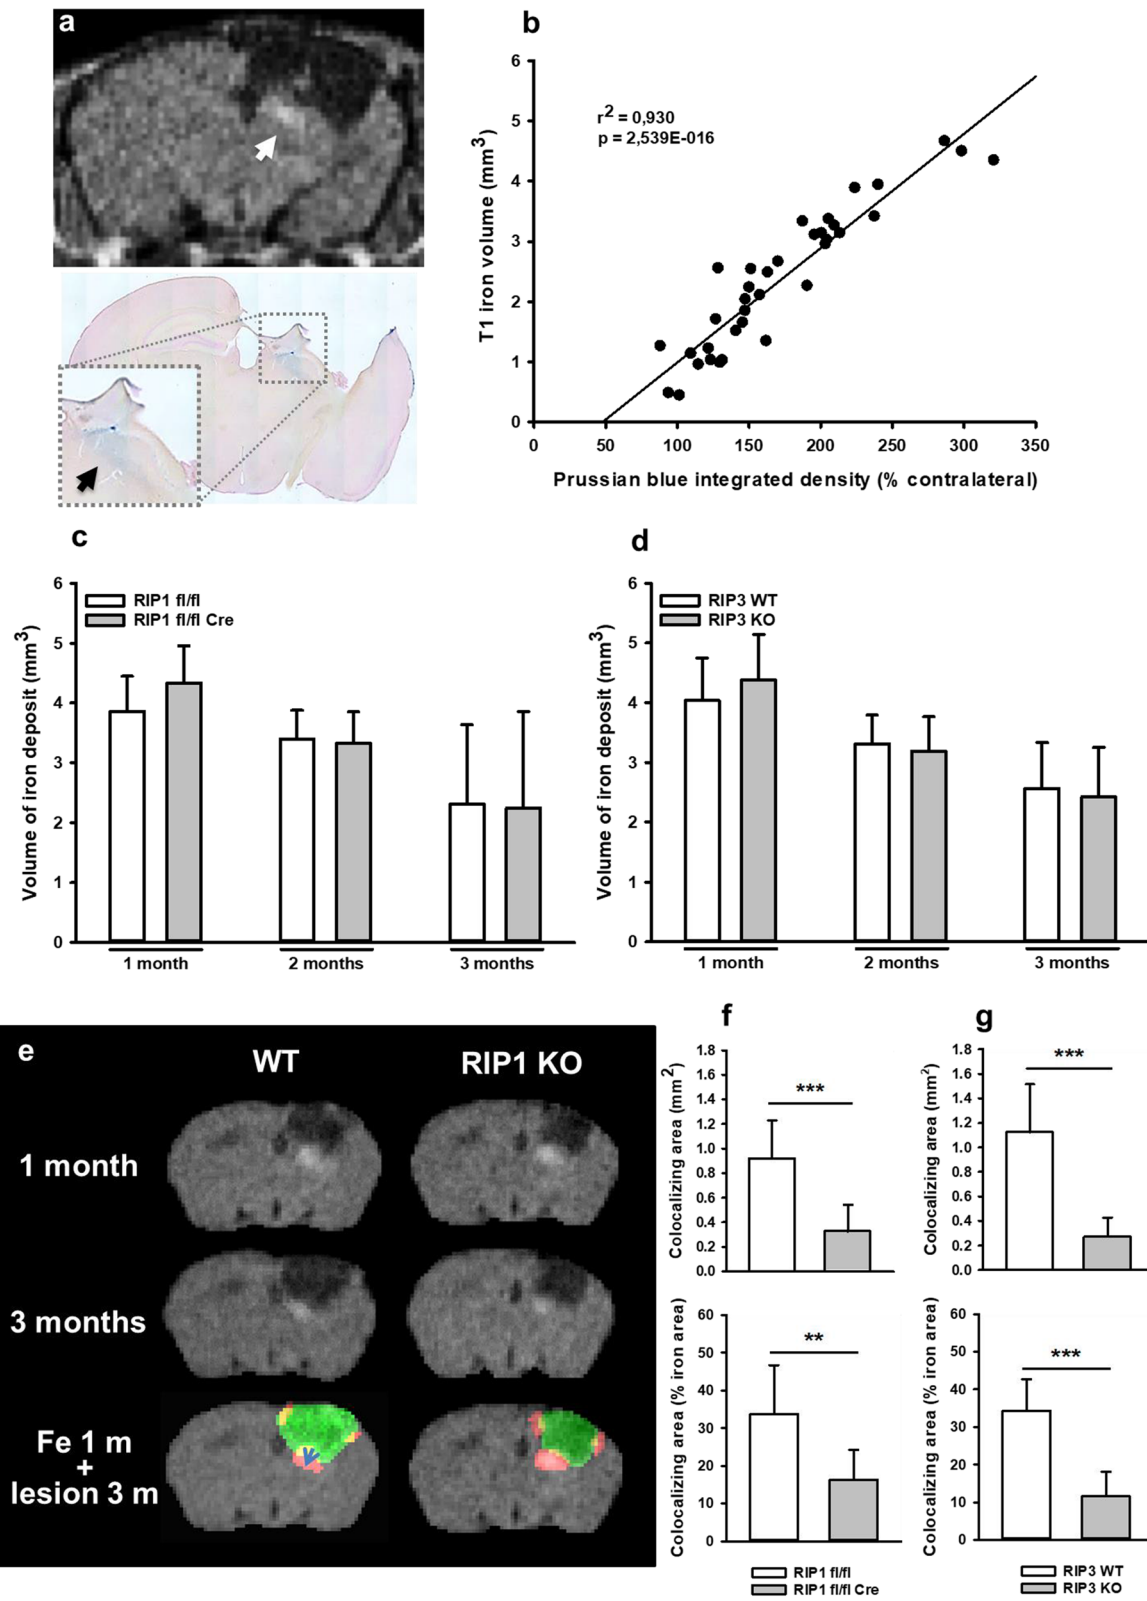 a
b
6
5
4
3
2
1
0
T1 iron volume (mm3)
r2 = 0,930
p = 2,539E-016
0 50 100 150 200 250 300 350
Prussian blue integrated density (% contralateral)
c
6
5
4
3
2
1
0
Volume of iron deposit (mm3)
RIP1 fl/fl
RIP1 fl/fl Cre
1 month 2 months 3 months
d
6
5
4
3
2
1
0
Volume of iron deposit (mm3)
RIP3 WT
RIP3 KO
1 month 2 months 3 months
e
WT RIP1 KO
1 month
3 months
Fe 1 m
+
lesion 3 m
f
1.8
1.6
1.4
1.2
1.0
0.8
0.6
0.4
0.2
0.0
Colocalizing area (mm2)
***
60
50
40
30
20
10
0
Colocalizing area (% iron area)
**
RIP1 fl/fl
RIP1 fl/fl Cre
g
1.8
1.6
1.4
1.2
1.0
0.8
0.6
0.4
0.2
0.0
Colocalizing area (mm2)
***
60
50
40
30
20
10
0
Colocalizing area (% iron area)
***
RIP3 WT
RIP3 KO